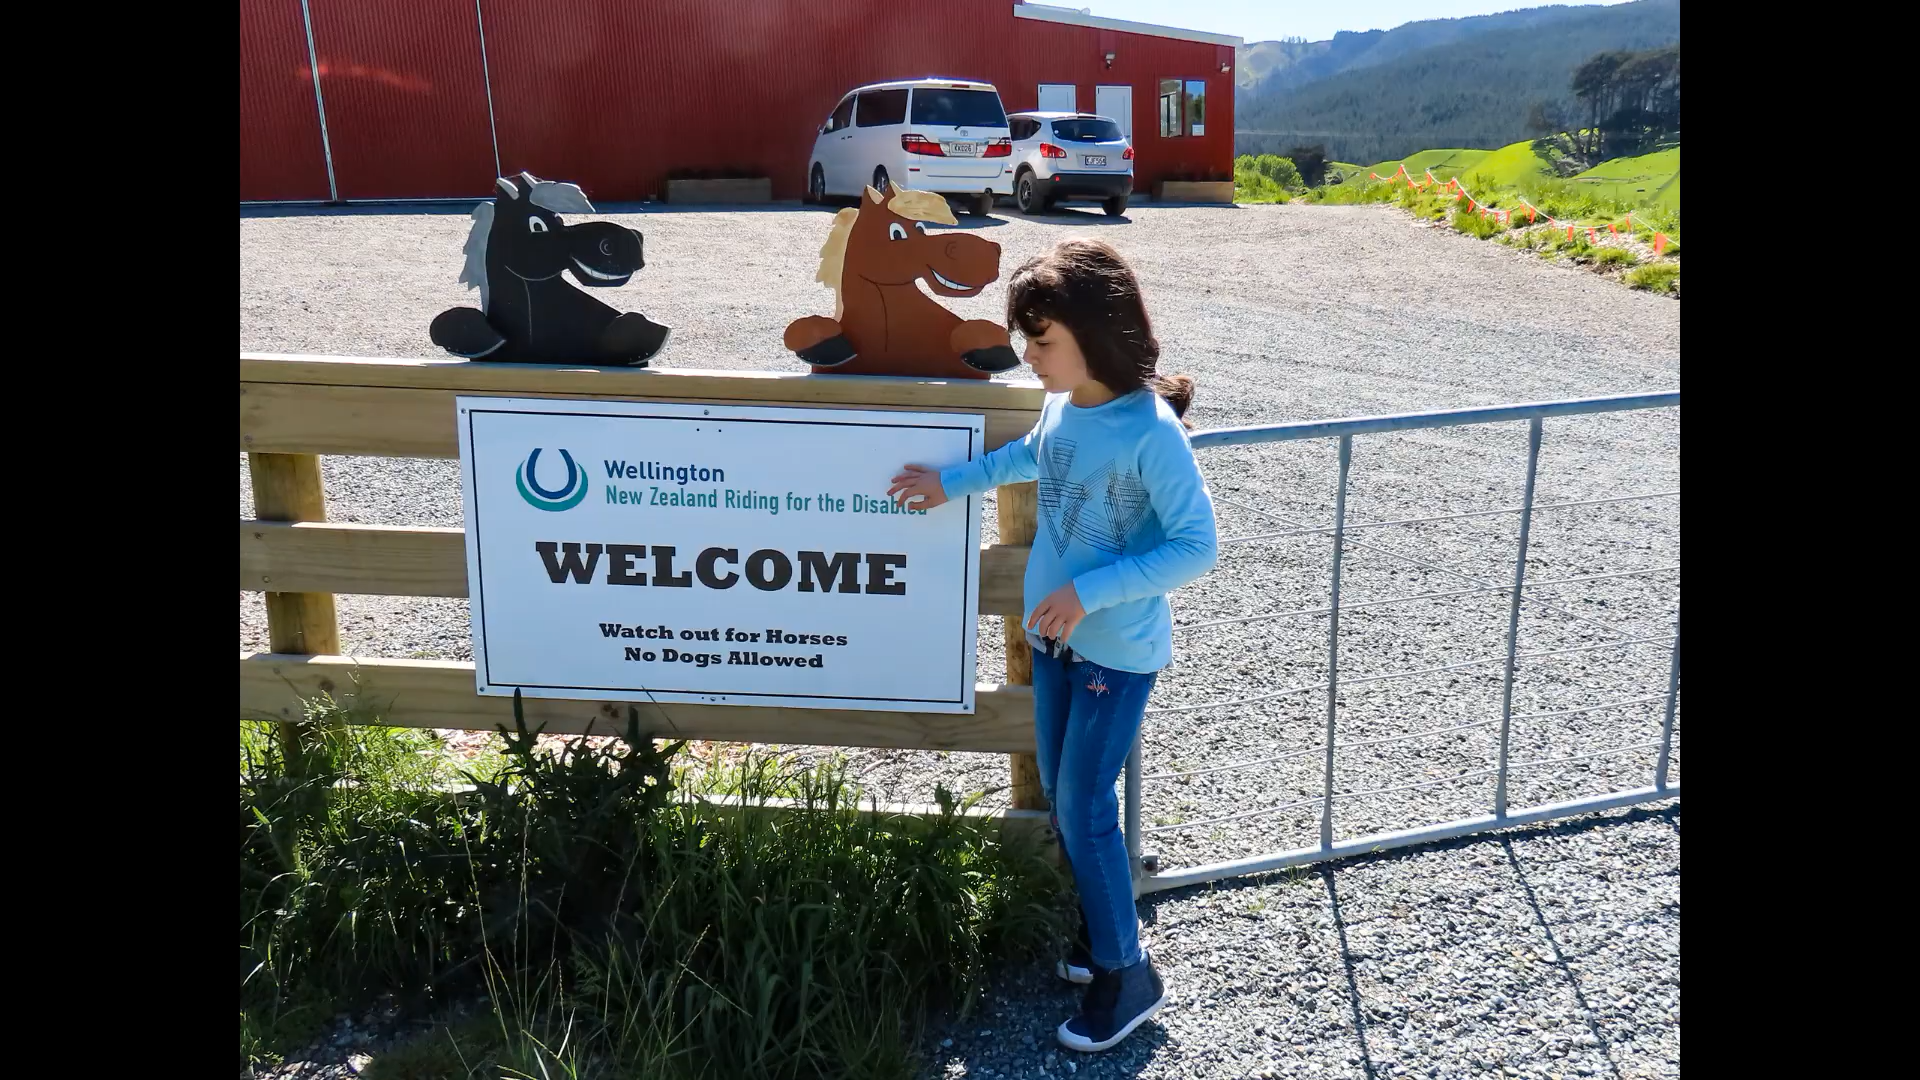 Wellington
New Zealand Riding for the Disabled
WELCOME
Watch out for Horses
No Dogs Allowed